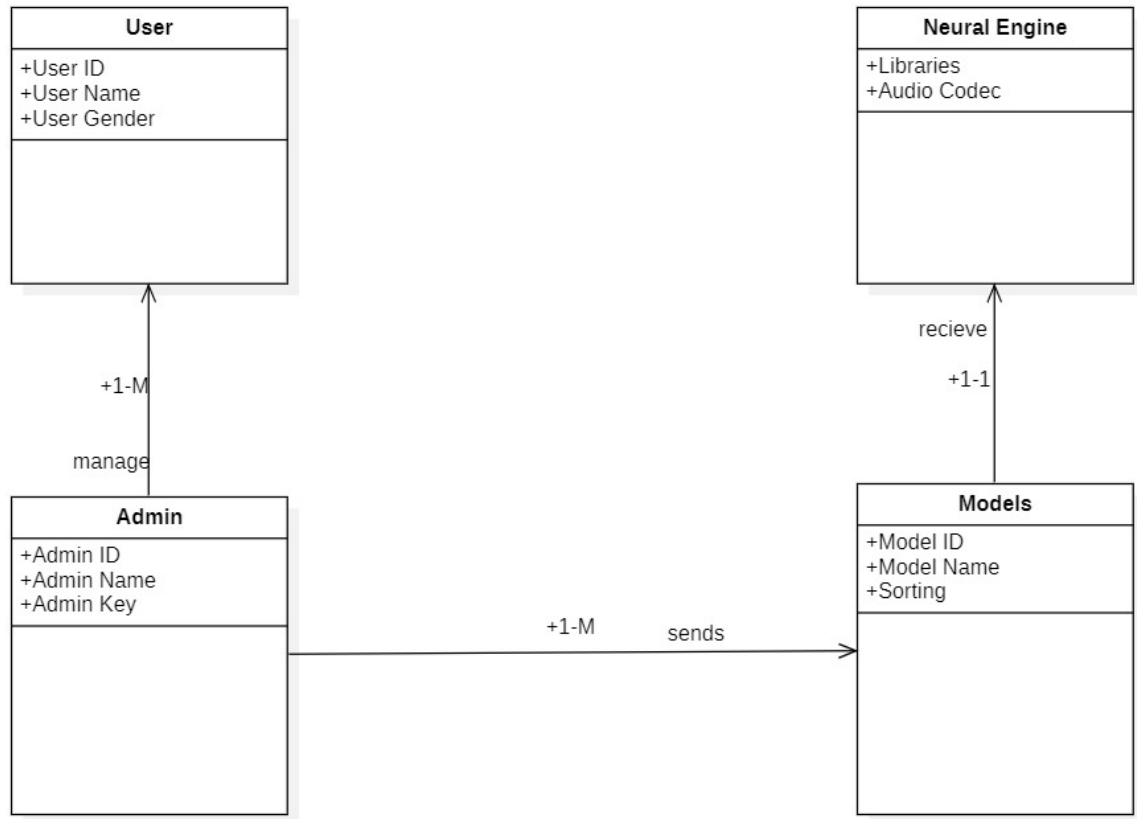 User
+User ID
+User Name
+User Gender
Neural Engine
+Libraries
+Audio Codec
+1-M
manage
recieve
+1-1
Admin
+Admin ID
+Admin Name
+Admin Key
+1-M
sends
Models
+Model ID
+Model Name
+Sorting